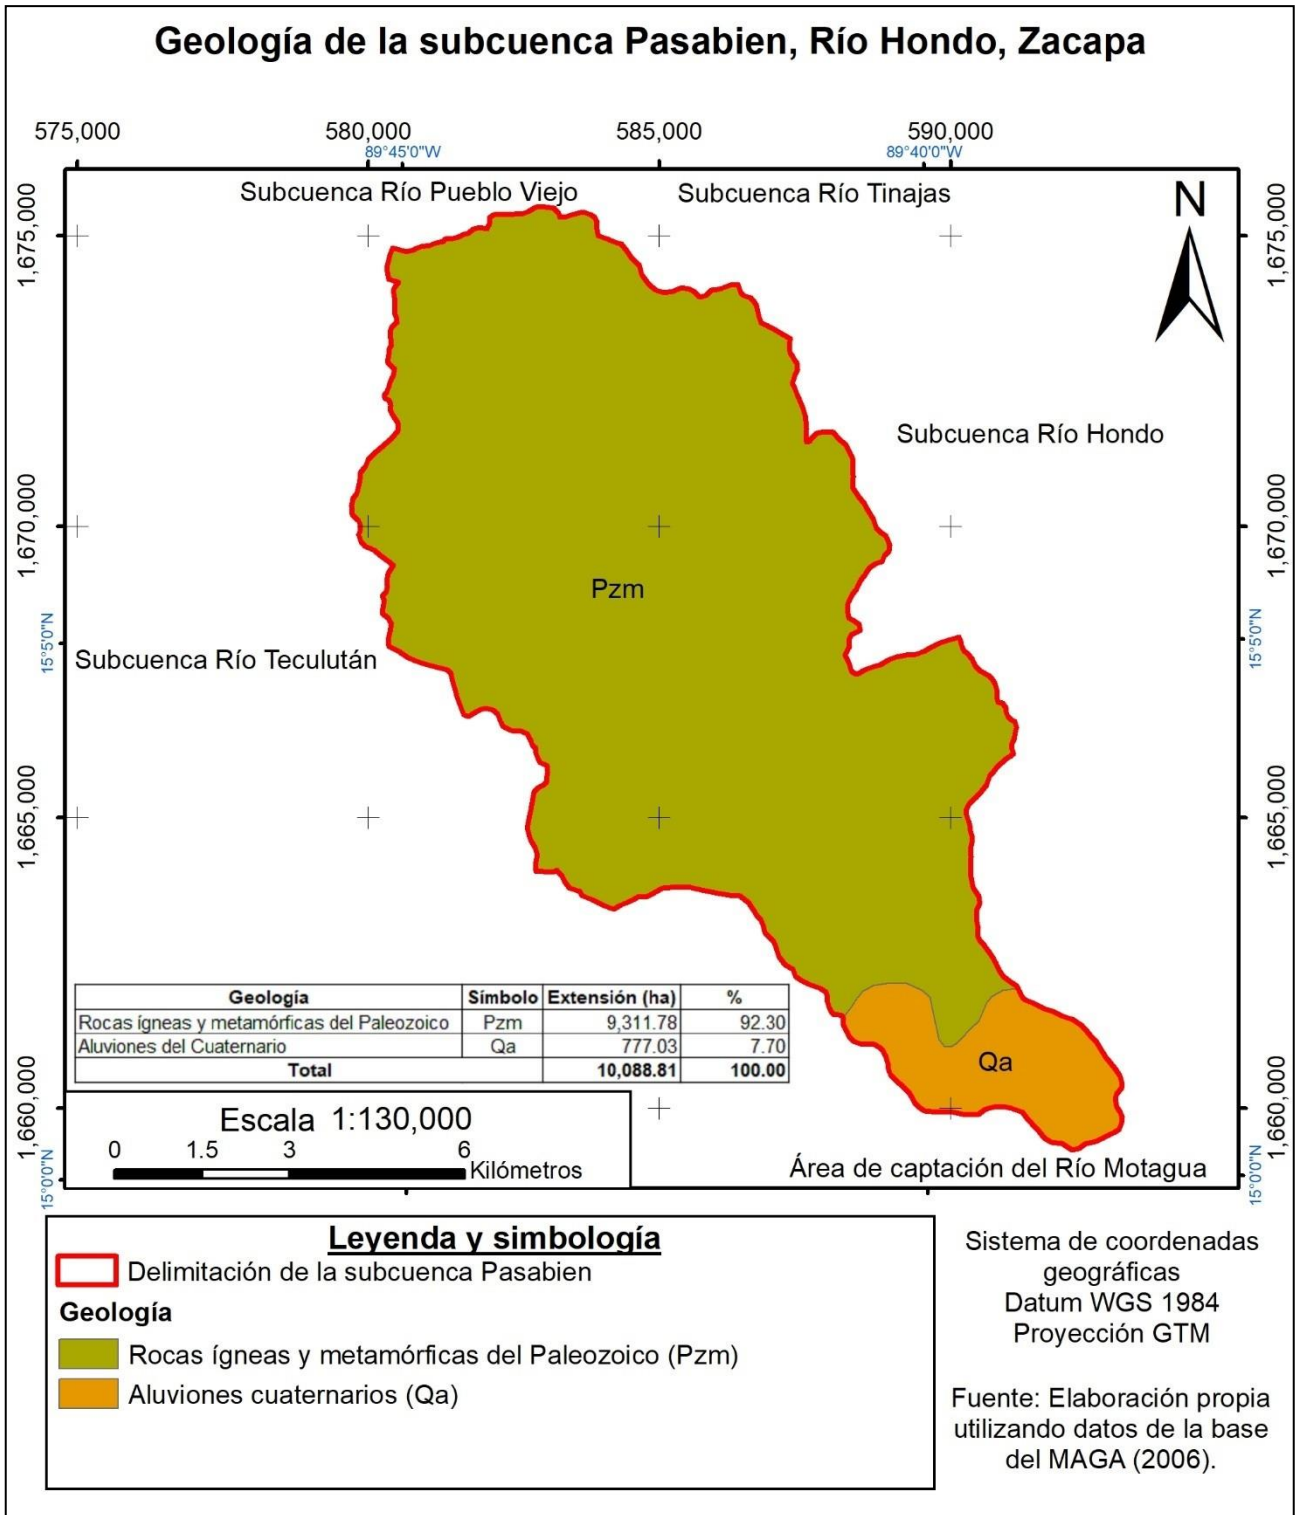 Geología de la subcuenca Pasabien, Río Hondo, Zacapa
575,000 580,000 585,000 590,000
89°45'0"W 89°40'0"W
Subcuenca Río Pueblo Viejo Subcuenca Río Tinajas
N
1,675,000 1,675,000
Subcuenca Río Hondo
1,670,000 1,670,000
Pzm
15°5'0"N 15°5'0"N
Subcuenca Río Teculután
1,665,000 1,665,000
Geología Símbolo Extensión (ha) %
Rocas ígneas y metamórficas del Paleozoico Pzm 9,311.78 92.30
Aluviones del Cuaternario Qa 777.03 7.70
Total 10,088.81 100.00
Qa
1,660,000 1,660,000
Escala 1:130,000
0 1.5 3 6
Kilómetros
Área de captación del Río Motagua
15°0'0"N 15°0'0"N
Leyenda y simbología
Delimitación de la subcuenca Pasabien
Geología
Rocas ígneas y metamórficas del Paleozoico (Pzm)
Aluviones cuaternarios (Qa)
Sistema de coordenadas
geográficas
Datum WGS 1984
Proyección GTM
Fuente: Elaboración propia
utilizando datos de la base
del MAGA (2006).